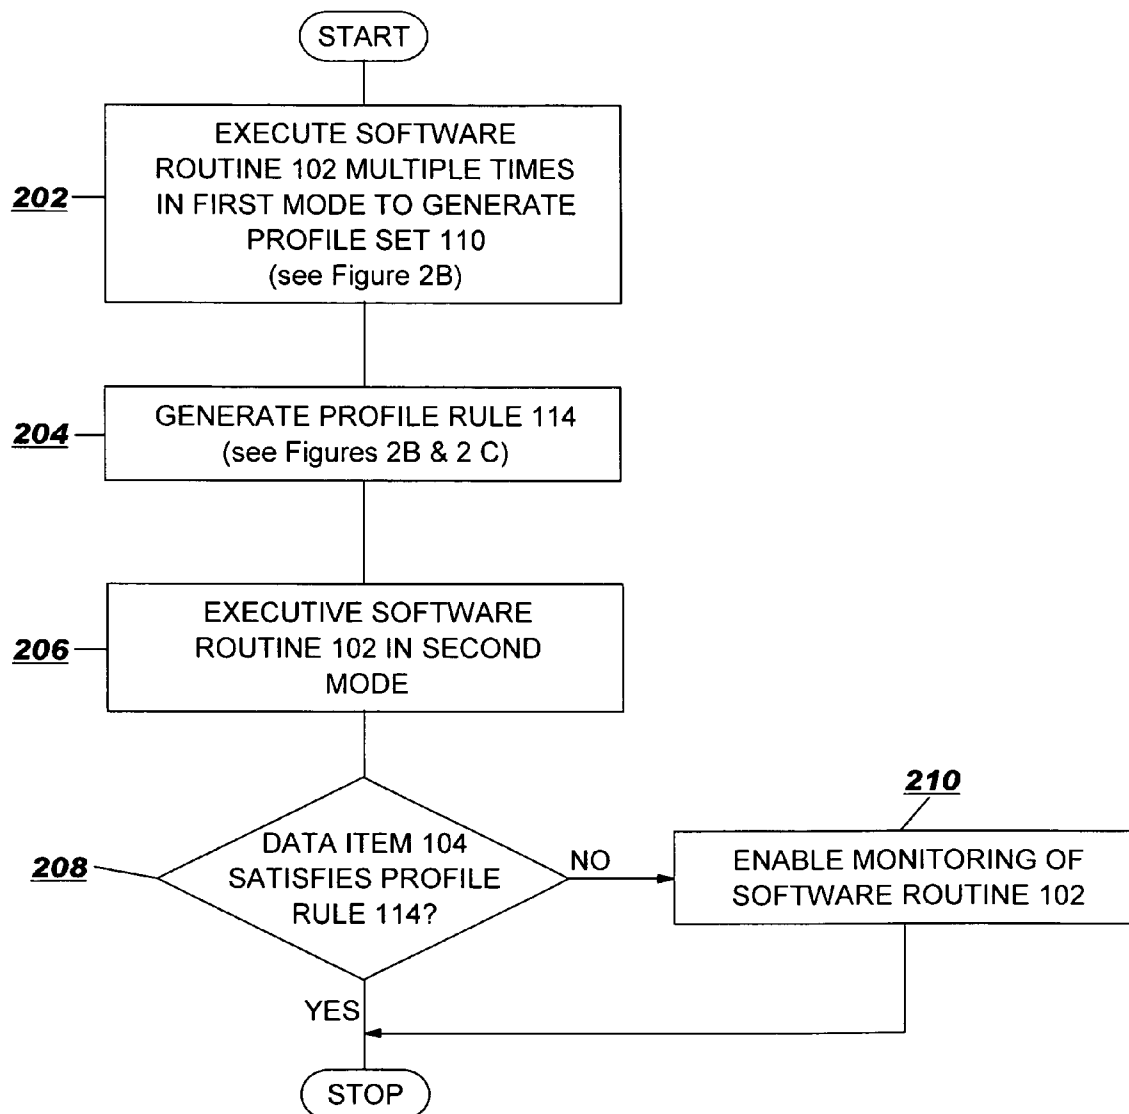 START
EXECUTE SOFTWARE
ROUTINE 102 MULTIPLE TIMES
IN FIRST MODE TO GENERATE
PROFILE SET 110
(see Figure 2B)
202
GENERATE PROFILE RULE 114
(see Figures 2B & 2 C)
204
EXECUTIVE SOFTWARE
ROUTINE 102 IN SECOND
MODE
206
DATA ITEM 104
SATISFIES PROFILE
RULE 114?
208
NO
210
ENABLE MONITORING OF
SOFTWARE ROUTINE 102
YES
STOP